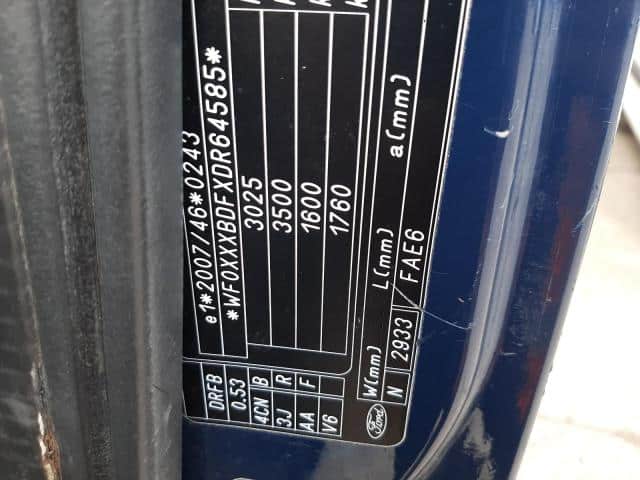 e1*2007/46*0243
*WF0XXXBDFXDR64585*
3025
3500
1600
1760
DRFB
0.53
4CN B
3J R
AA F
V6
W(mm) L(mm) a(mm)
N 2933 FAE6
Ford